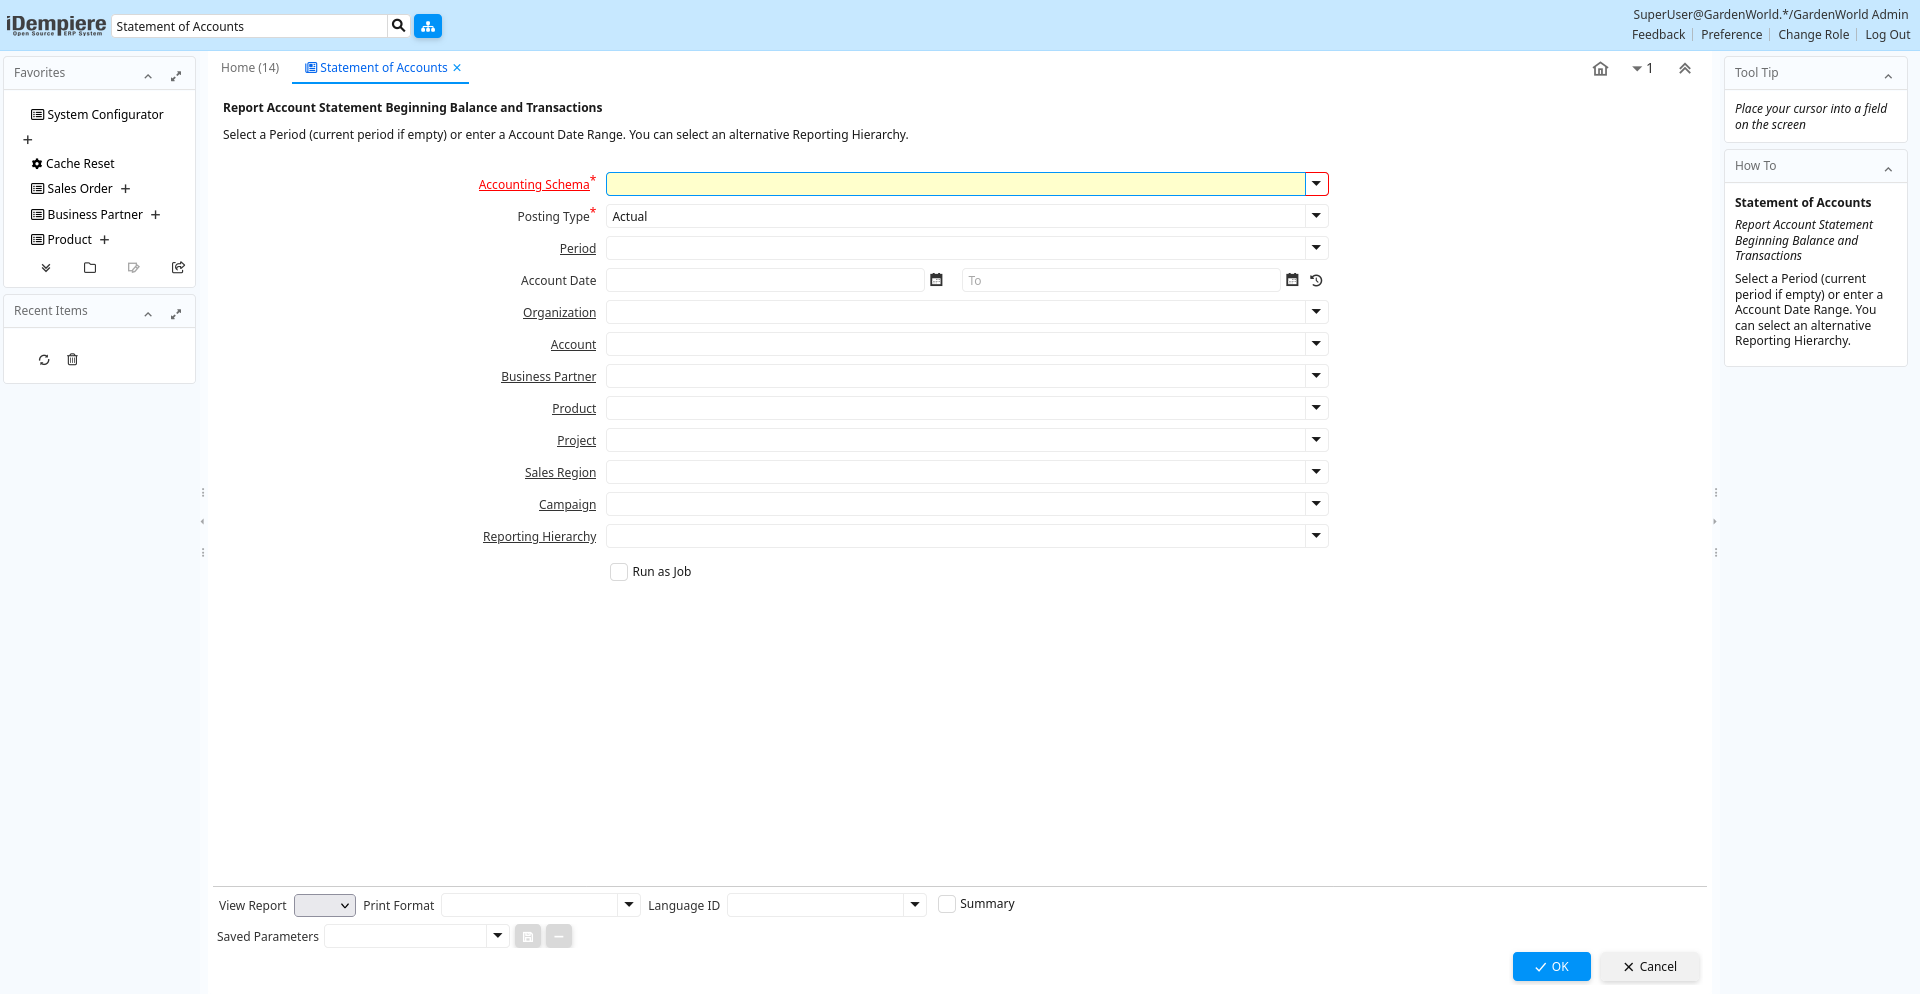 iDempiere
Open Source ERP System
Statement of Accounts
SuperUser@GardenWorld.*/GardenWorld Admin
Feedback
Preference
Change Role
Log Out
Favorites
System Configurator
Cache Reset
Sales Order
Business Partner
Product
Recent Items
Home (14)
Statement of Accounts
1
Report Account Statement Beginning Balance and Transactions
Select a Period (current period if empty) or enter a Account Date Range. You can select an alternative Reporting Hierarchy.
Accounting Schema*
Posting Type* Actual
Period
Account Date To
Organization
Account
Business Partner
Product
Project
Sales Region
Campaign
Reporting Hierarchy
Run as Job
View Report Print Format Language ID Summary
Saved Parameters
OK Cancel
Tool Tip
Place your cursor into a field
on the screen
How To
Statement of Accounts
Report Account Statement
Beginning Balance and
Transactions
Select a Period (current
period if empty) or enter a
Account Date Range. You
can select an alternative
Reporting Hierarchy.